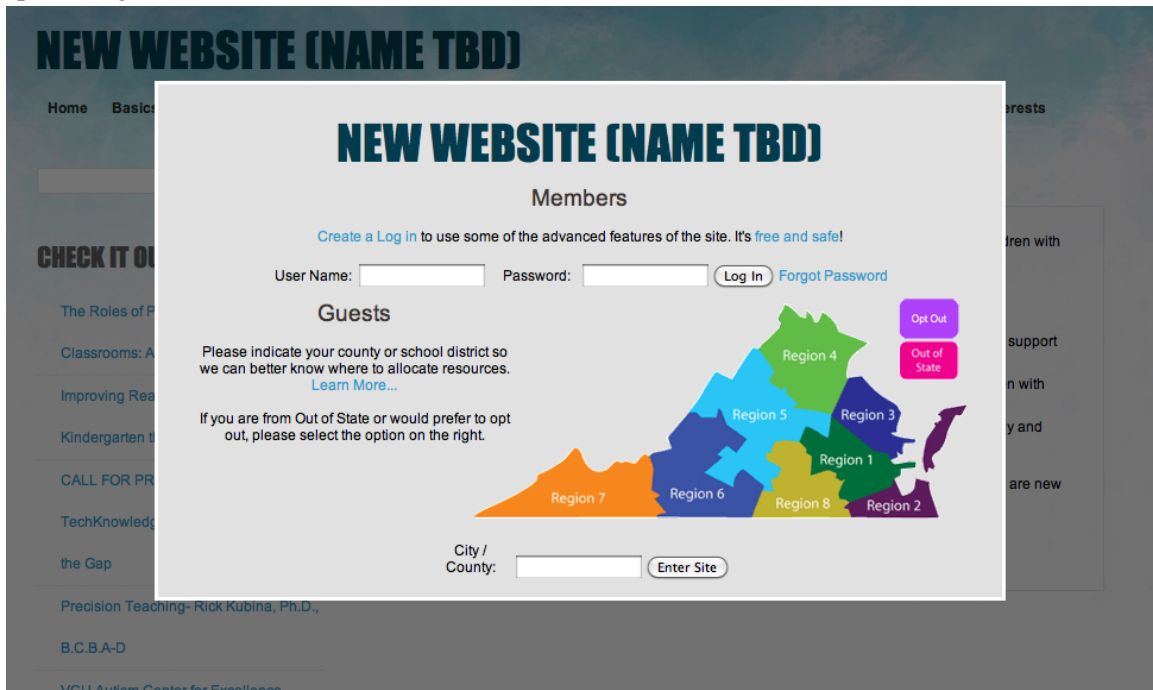 NEW WEBSITE (NAME TBD)
Home Basics
NEW WEBSITE (NAME TBD)
Members
Create a Log in to use some of the advanced features of the site. It's free and safe!
User Name: Password: Log In Forgot Password
Guests
Please indicate your county or school district so
we can better know where to allocate resources.
Learn More...
If you are from Out of State or would prefer to opt
out, please select the option on the right.
Opt Out
Out of
State
Region 4
Region 5
Region 3
Region 1
Region 7
Region 6
Region 8
Region 2
City /
County:
Enter Site
CHECK IT
The Roles of
Classrooms:
Improving
Kindergarten
CALL FOR
the Gap
Precision Teaching- Rick Kubina, Ph.D.,
B.C.B.A-D
VCU Autism Center for Excellence
with
support
with
and
are new